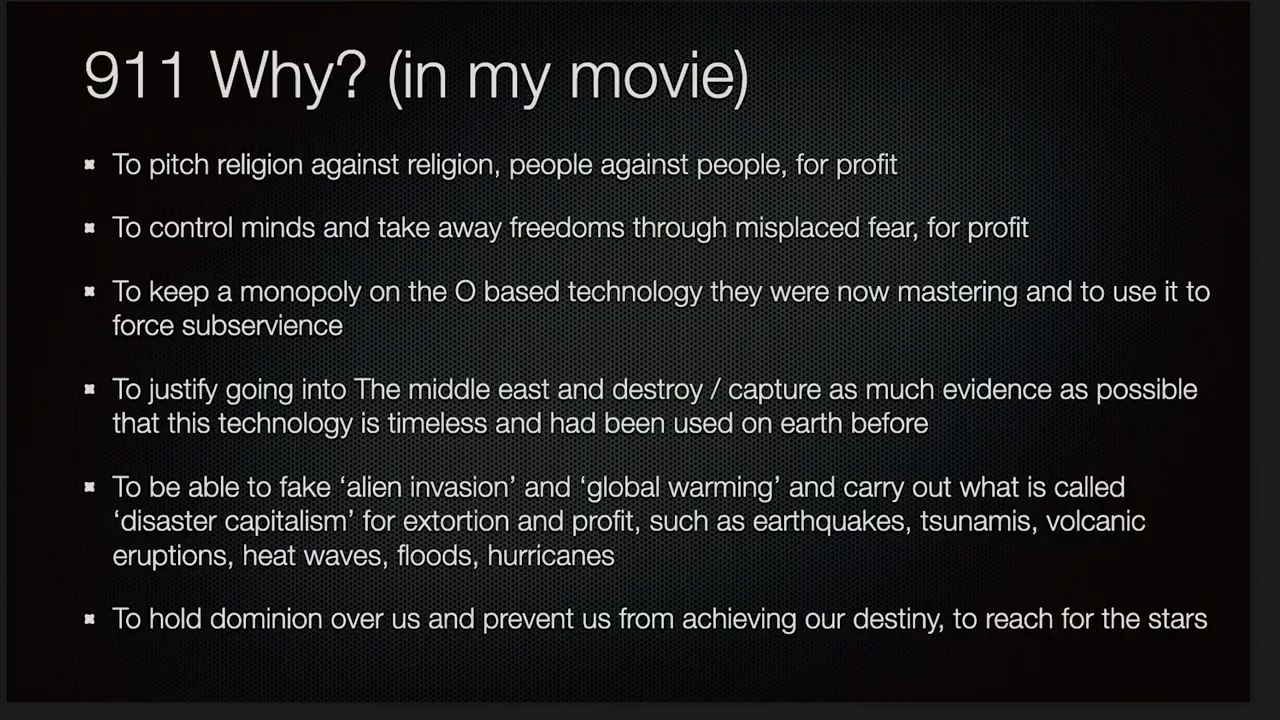 911 Why? (in my movie)
To pitch religion against religion, people against people, for profit
To control minds and take away freedoms through misplaced fear, for profit
To keep a monopoly on the O based technology they were now mastering and to use it to
force subservience
To justify going into The middle east and destroy / capture as much evidence as possible
that this technology is timeless and had been used on earth before
To be able to fake ‘alien invasion’ and ‘global warming’ and carry out what is called
‘disaster capitalism’ for extortion and profit, such as earthquakes, tsunamis, volcanic
eruptions, heat waves, floods, hurricanes
To hold dominion over us and prevent us from achieving our destiny, to reach for the stars